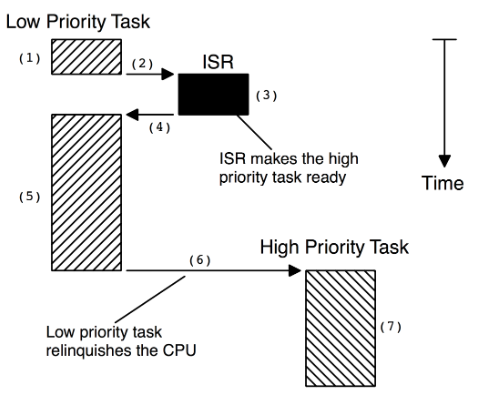 Low Priority Task
(1)
(2)
ISR
(3)
(4)
ISR makes the high
priority task ready
Time
(5)
High Priority Task
(6)
Low priority task
relinquishes the CPU
(7)